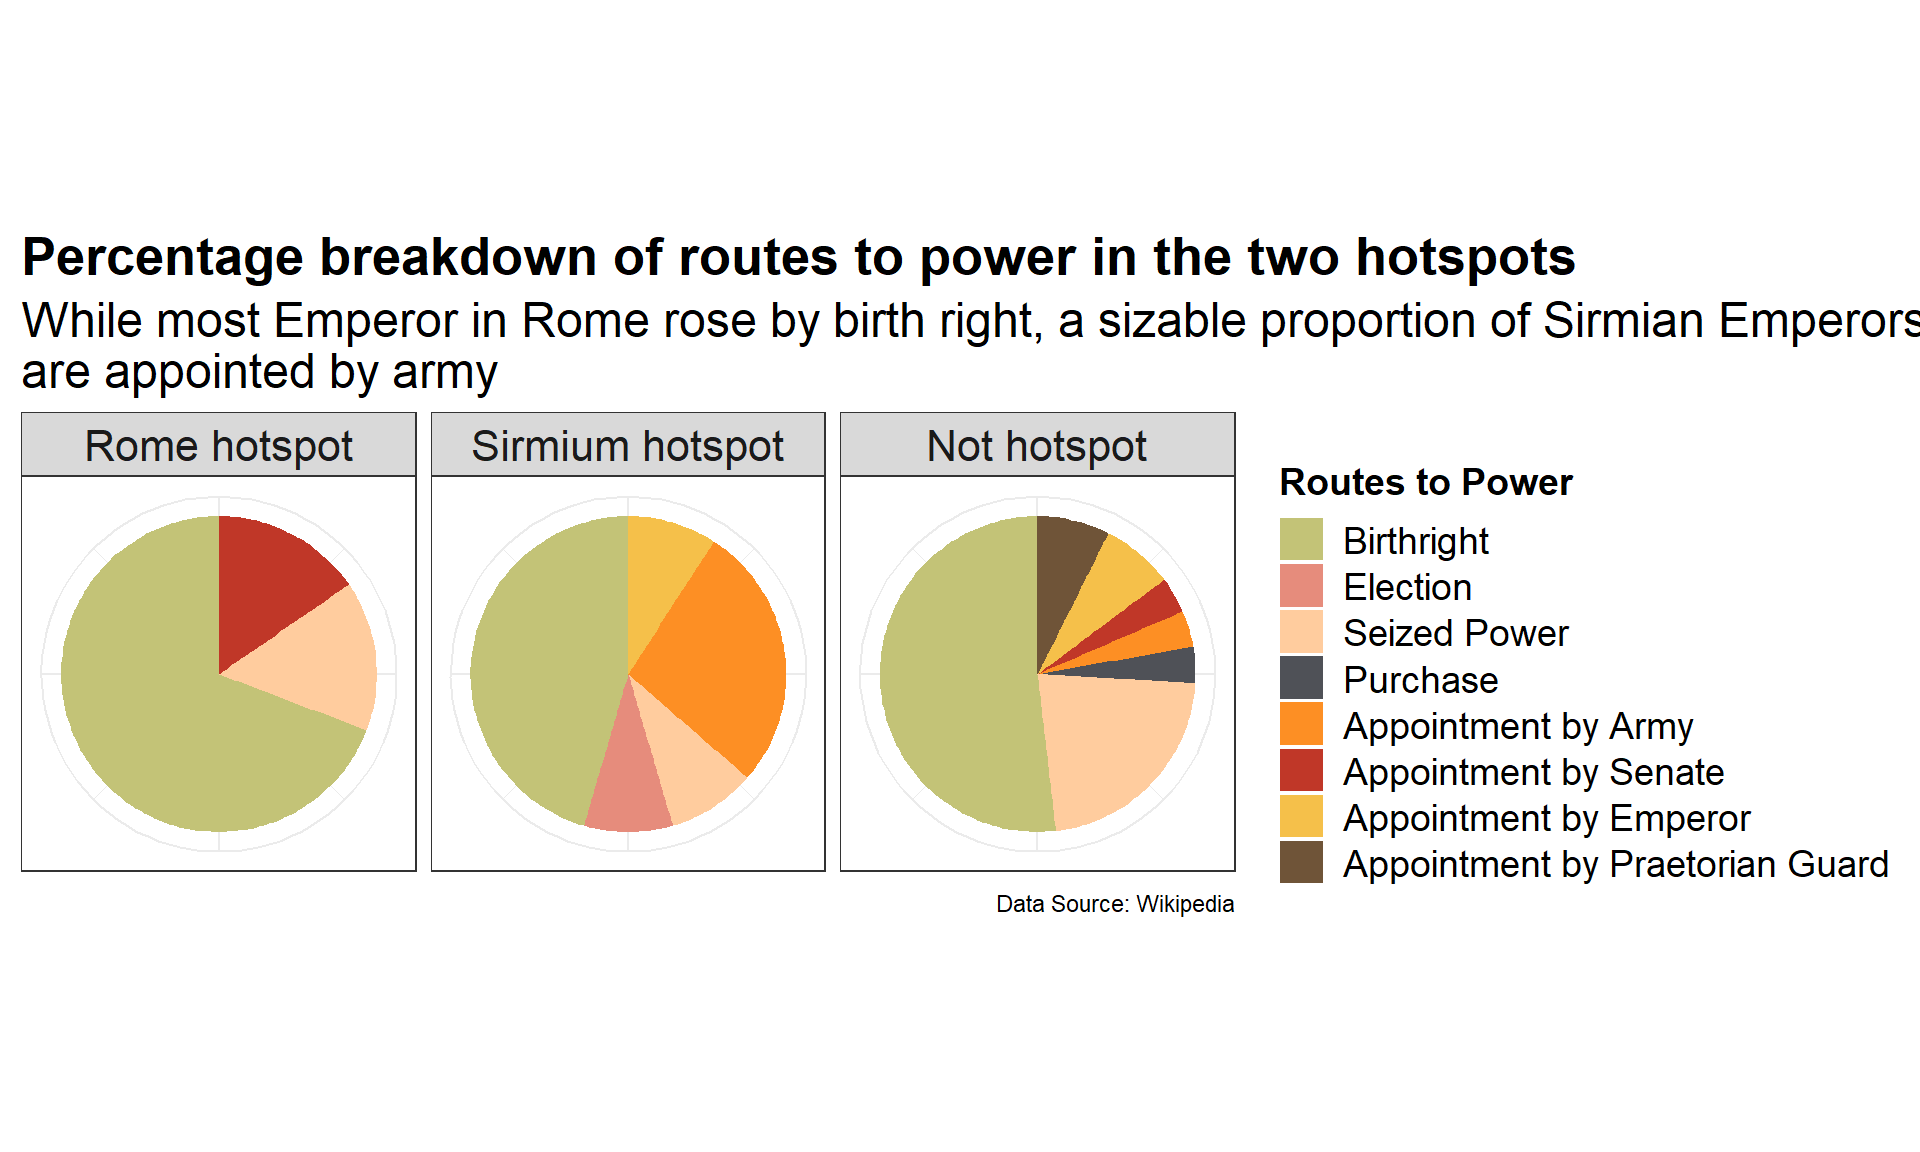 Percentage breakdown of routes to power in the two hotspots
While most Emperor in Rome rose by birth right, a sizable proportion of Sirmian Emperors
are appointed by army
Rome hotspot
Sirmium hotspot
Not hotspot
Routes to Power
Birthright
Election
Seized Power
Purchase
Appointment by Army
Appointment by Senate
Appointment by Emperor
Appointment by Praetorian Guard
Data Source: Wikipedia